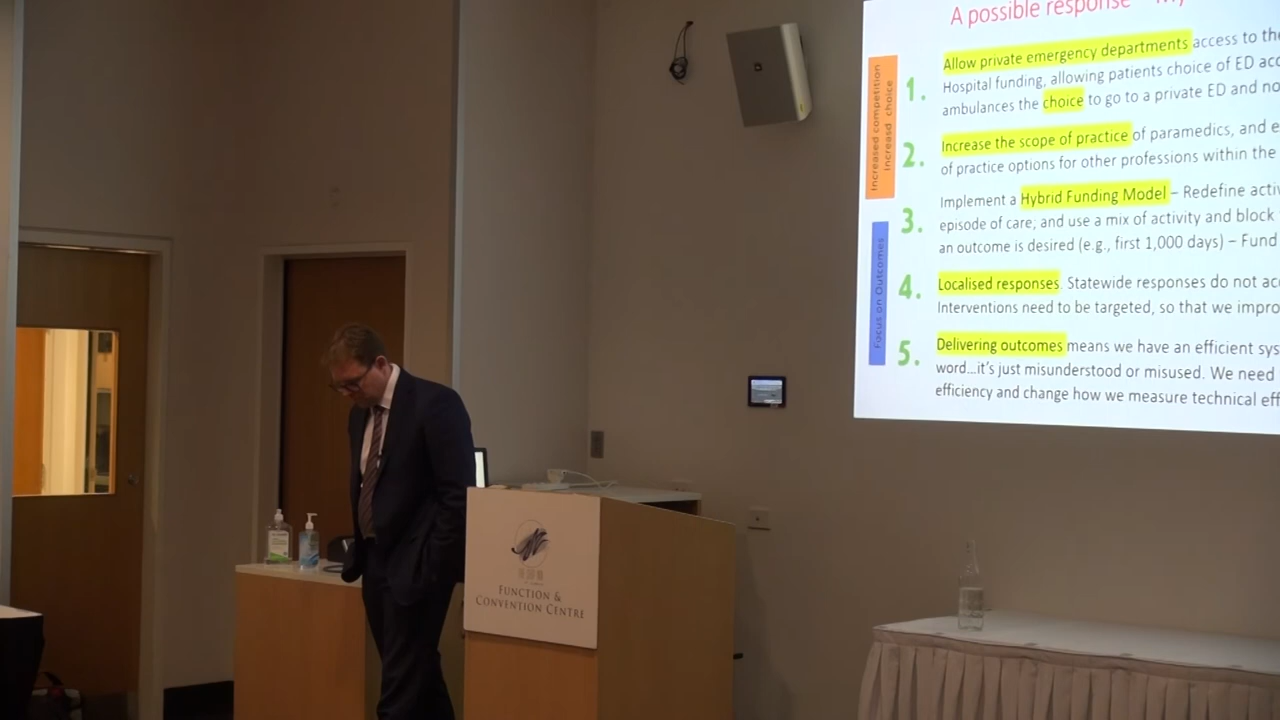 A possible response – My
Increased competition
Increasd choice
1.
Allow private emergency departments access to the
Hospital funding, allowing patients choice of ED acc
ambulances the choice to go to a private ED and no
2.
Increase the scope of practice of paramedics, and e
of practice options for other professions within the
3.
Implement a Hybrid Funding Model – Redefine activ
episode of care, and use a mix of activity and block
an outcome is desired (e.g., first 1,000 days) – Fund
Focus on Outcomes
4.
Localised responses. Statewide responses do not acc
Interventions need to be targeted, so that we impro
5.
Delivering outcomes means we have an efficient sys
word...it's just misunderstood or misused. We need
efficiency and change how we measure technical eff
FUNCTION &
CONVENTION CENTRE